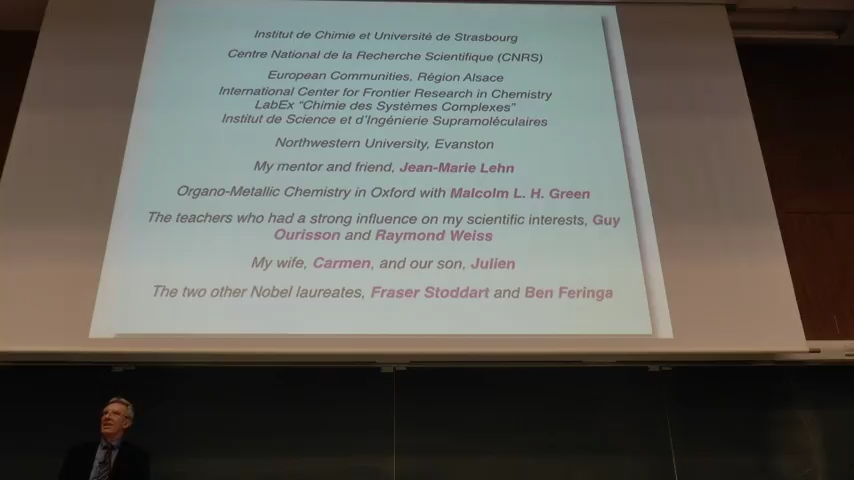 Institut de Chimie et Université de Strasbourg
Centre National de la Recherche Scientifique (CNRS)
European Communities, Région Alsace
International Center for Frontier Research in Chemistry
LabEx "Chimie des Systèmes Complexes"
Institut de Science et d'Ingénierie Supramoléculaires
Northwestern University, Evanston
My mentor and friend, Jean-Marie Lehn
Organo-Metallic Chemistry in Oxford with Malcolm L. H. Green
The teachers who had a strong influence on my scientific interests, Guy
Ourisson and Raymond Weiss
My wife, Carmen, and our son, Julien
The two other Nobel laureates, Fraser Stoddart and Ben Feringa